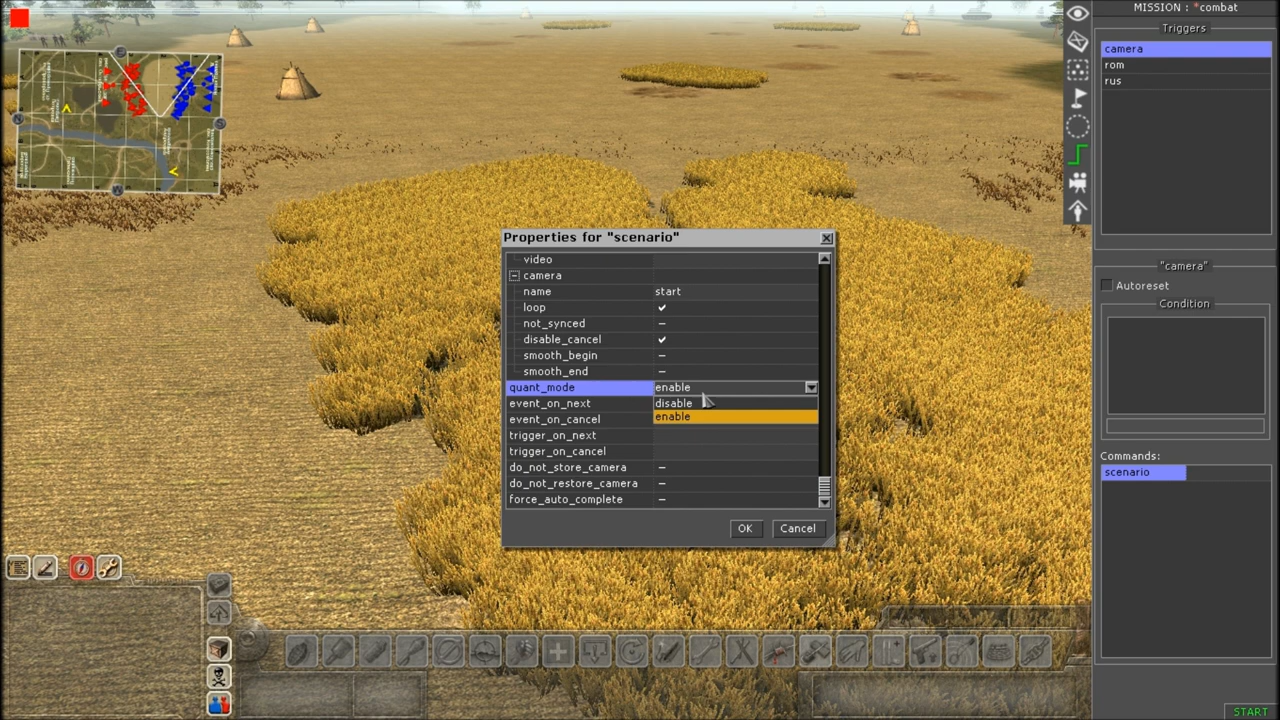 MISSION : *combat
Triggers
camera
rom
rus
"camera"
Autoreset
Condition
Commands:
scenario
START
Properties for "scenario"
video
camera
name start
loop
not_synced
disable_cancel
smooth_begin
smooth_end
quant_mode enable
event_on_next disable
event_on_cancel enable
trigger_on_next
trigger_on_cancel
do_not_store_camera
do_not_restore_camera
force_auto_complete
OK Cancel
N
S
W